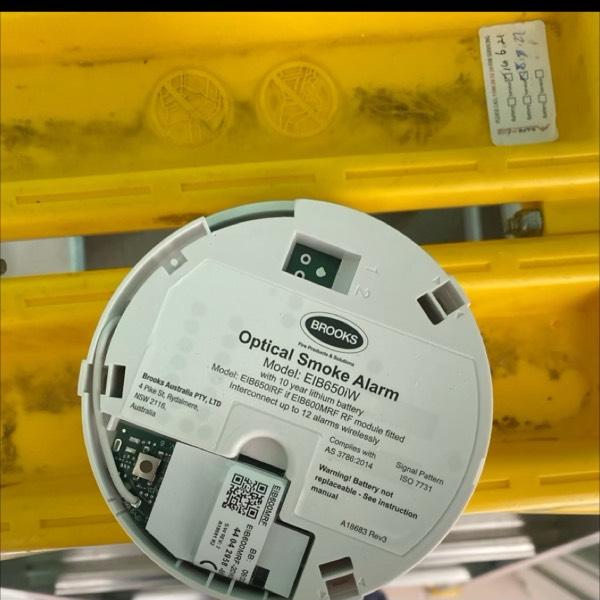 1 2
BROOKS
Fire Products & Solutions
Optical Smoke Alarm
Model: EIB650iW
with 10 year lithium battery
Model: EIB650iRF if EIB600MRF RF module fitted
Interconnect up to 12 alarms wirelessly
Brooks Australia PTY, LTD
4 Pike St, Rydalmere,
NSW 2116,
Australia
Complies with
AS 3786:2014
Signal Pattern
ISO 7731
Warning! Battery not
replaceable - See instruction
manual
A18683 Rev3
EIB600MRF